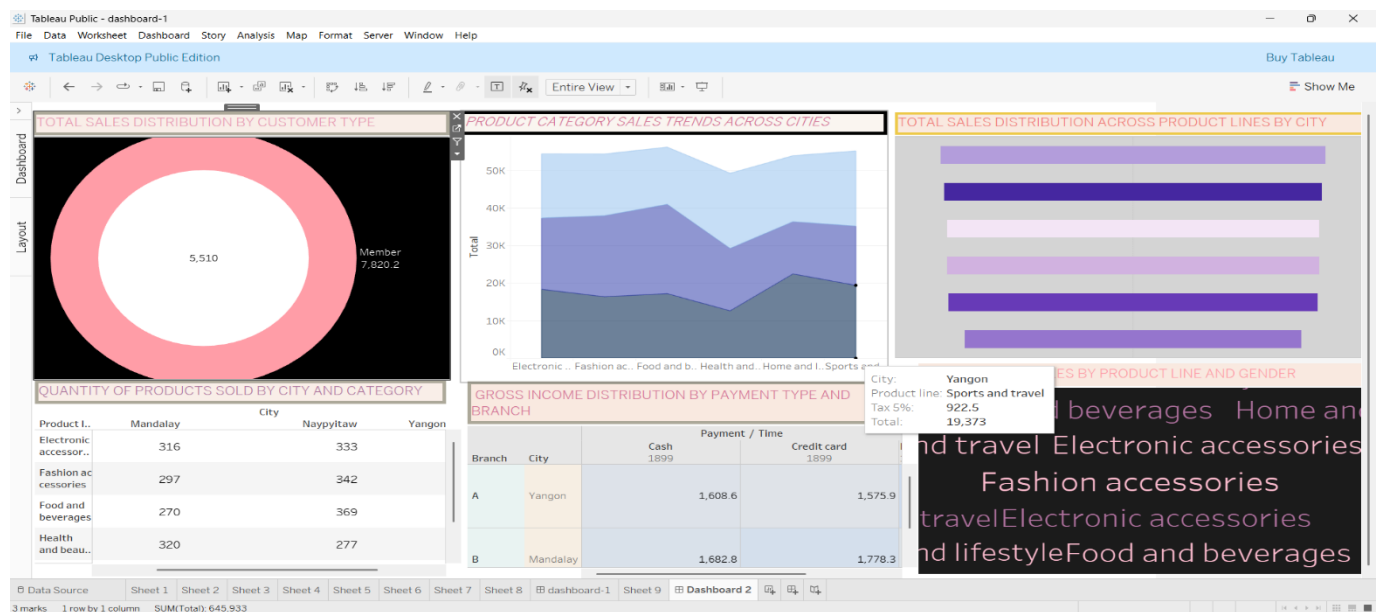 Tableau Public - dashboard-1
File Data Worksheet Dashboard Story Analysis Map Format Server Window Help
Tableau Desktop Public Edition
Buy Tableau
Entire View
Show Me
Dashboard
Layout
TOTAL SALES DISTRIBUTION BY CUSTOMER TYPE
5,510
Member
7,820.2
PRODUCT CATEGORY SALES TRENDS ACROSS CITIES
Total
50K
40K
30K
20K
10K
0K
Electronic .. Fashion ac.. Food and b.. Health and.. Home and l.. Sports and
TOTAL SALES DISTRIBUTION ACROSS PRODUCT LINES BY CITY
City: Yangon
Product line: Sports and travel
Tax 5%: 922.5
Total: 19,373
QUANTITY OF PRODUCTS SOLD BY CITY AND CATEGORY
City
Product l.. Mandalay Naypyitaw Yangon
Electronic
accessor.. 316 333
Fashion ac
cessories 297 342
Food and
beverages 270 369
Health
and beau.. 320 277
GROSS INCOME DISTRIBUTION BY PAYMENT TYPE AND
BRANCH
Payment / Time
Cash Credit card
Branch City 1899 1899
A Yangon 1,608.6 1,575.9
B Mandalay 1,682.8 1,778.3
ES BY PRODUCT LINE AND GENDER
beverages Home an
nd travel Electronic accessories
Fashion accessories
travel Electronic accessories
nd lifestyle Food and beverages
Data Source Sheet 1 Sheet 2 Sheet 3 Sheet 4 Sheet 5 Sheet 6 Sheet 7 Sheet 8 dashboard-1 Sheet 9 Dashboard 2
3 marks 1 row by 1 column SUM(Total): 645,933